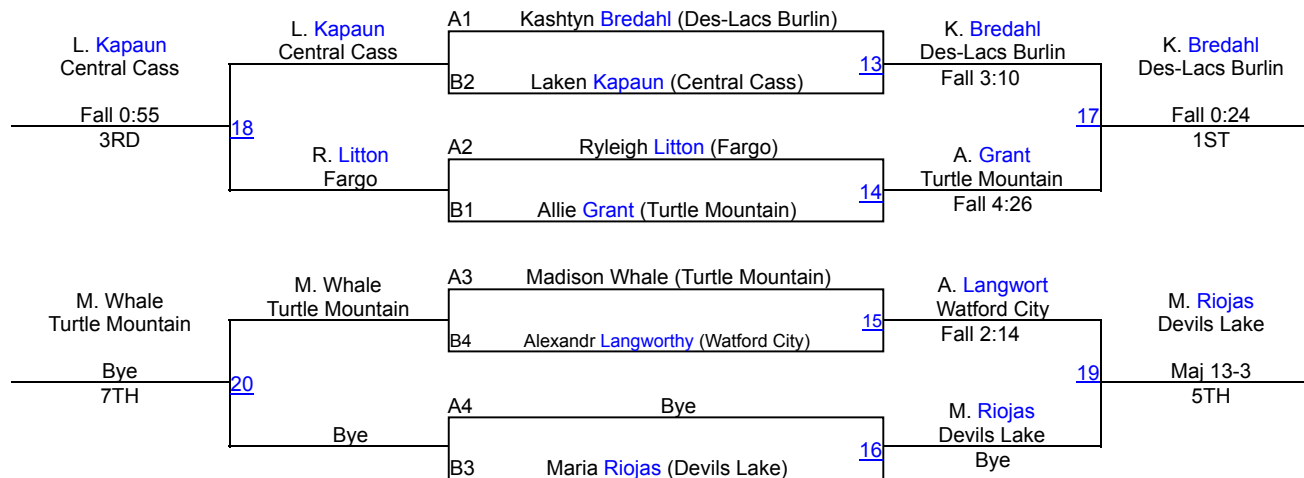 A1 Kashtyn Bredahl (Des-Lacs Burlin)
L. Kapaun
Central Cass
L. Kapaun
Central Cass
13
K. Bredahl
Des-Lacs Burlin
Fall 3:10
K. Bredahl
Des-Lacs Burlin
B2 Laken Kapaun (Central Cass)
Fall 0:55
3RD
18
17
Fall 0:24
1ST
A2 Ryleigh Litton (Fargo)
R. Litton
Fargo
14
A. Grant
Turtle Mountain
Fall 4:26
B1 Allie Grant (Turtle Mountain)
A3 Madison Whale (Turtle Mountain)
M. Whale
Turtle Mountain
M. Whale
Turtle Mountain
15
A. Langwort
Watford City
Fall 2:14
M. Riojas
Devils Lake
B4 Alexandr Langworthy (Watford City)
Bye
7TH
20
19
Maj 13-3
5TH
A4 Bye
Bye
16
M. Riojas
Devils Lake
Bye
B3 Maria Riojas (Devils Lake)